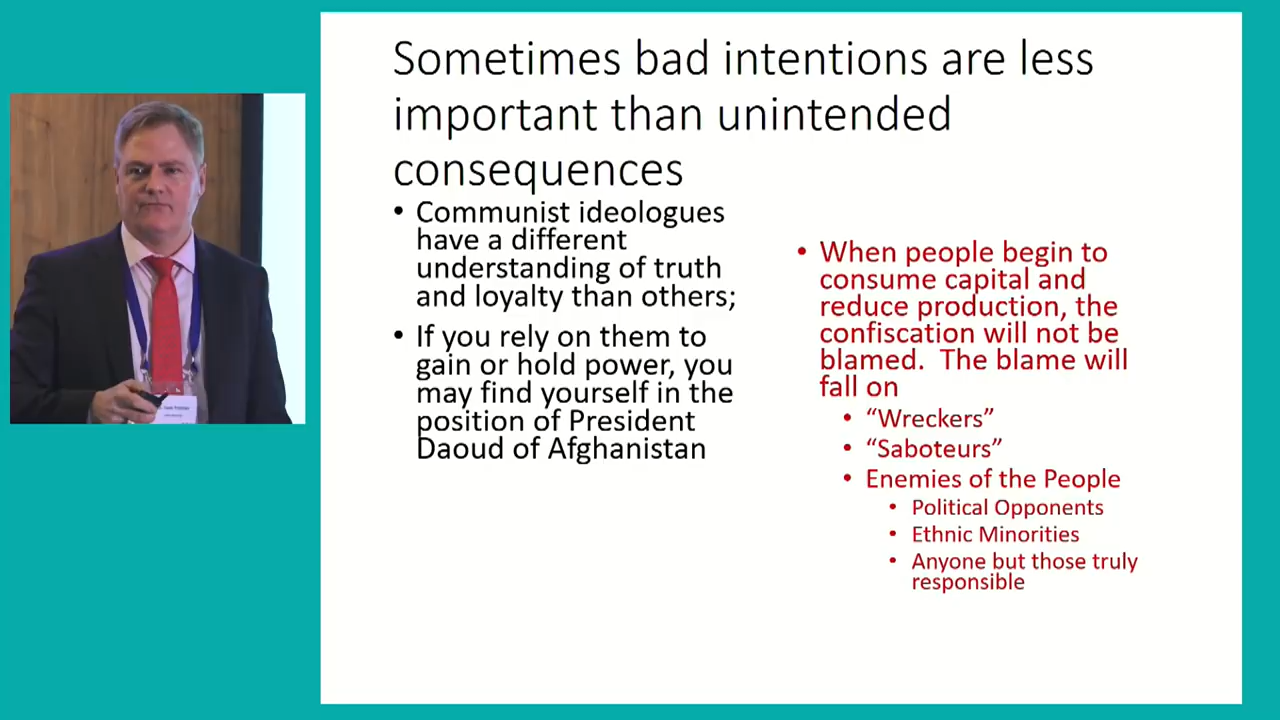 Sometimes bad intentions are less
important than unintended
consequences
• Communist ideologues
have a different
understanding of truth
and loyalty than others;
• If you rely on them to
gain or hold power, you
may find yourself in the
position of President
Daoud of Afghanistan
• When people begin to
consume capital and
reduce production, the
confiscation will not be
blamed. The blame will
fall on
• “Wreckers”
• “Saboteurs”
• Enemies of the People
• Political Opponents
• Ethnic Minorities
• Anyone but those truly
responsible